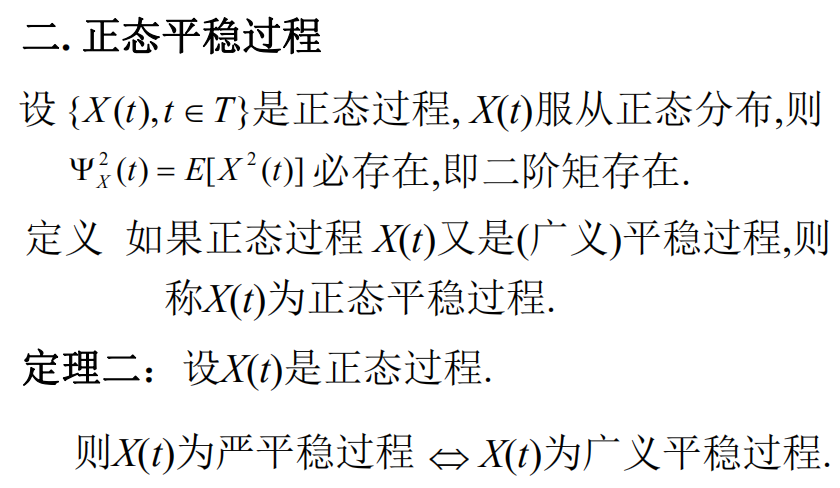 二. 正态平稳过程
设 {X(t), t ∈ T}是正态过程, X(t)服从正态分布,则
Ψ_X^2(t) = E[X^2(t)] 必存在,即二阶矩存在.
定义 如果正态过程 X(t)又是(广义)平稳过程,则
称X(t)为正态平稳过程.
定理二：设X(t)是正态过程.
则X(t)为严平稳过程 ⇔ X(t)为广义平稳过程.